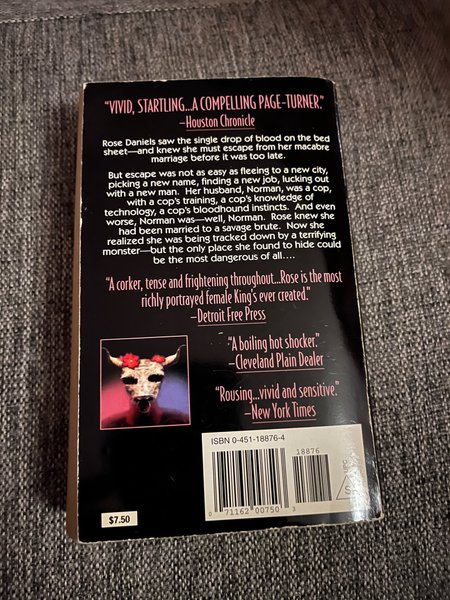 "VIVID, STARTLING...A COMPELLING PAGE-TURNER."
—Houston Chronicle
Rose Daniels saw the single drop of blood on the bed
sheet—and knew she must escape from her macabre
marriage before it was too late.
But escape was not as easy as fleeing to a new city,
picking a new name, finding a new job, lucking out
with a new man. Her husband, Norman, was a cop,
with a cop's training, a cop's knowledge of
technology, a cop's bloodhound instincts. And even
worse, Norman was—well, Norman. Rose knew she
had been married to a savage brute. Now she
realized she was being tracked down by a terrifying
monster—but the only place she found to hide could
be the most dangerous of all....
"A corker, tense and frightening throughout...Rose is the most
richly portrayed female King's ever created."
—Detroit Free Press
"A boiling hot shocker."
—Cleveland Plain Dealer
"Rousing...vivid and sensitive."
—New York Times
ISBN 0-451-18876-4
18876
0 71162 00750 3
$7.50